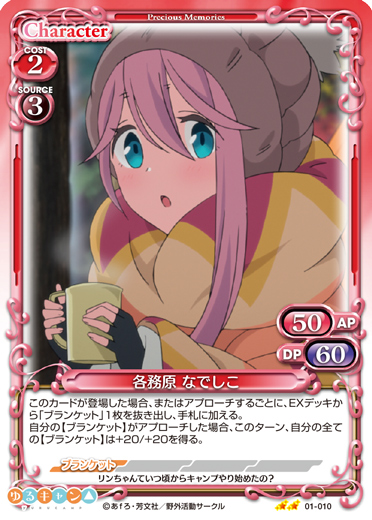 Precious Memories
Character
COST
2
SOURCE
3
50 AP
DP 60
各務原 なでしこ
このカードが登場した場合、またはアプローチするごとに、EXデッキから「ブランケット」1枚を抜き出し、手札に加える。
自分の【ブランケット】がアプローチした場合、このターン、自分の全ての【ブランケット】は+20/+20を得る。
ブランケット
リンちゃんていつ頃からキャンプやり始めたの?
ゆるキャン△
©あfろ・芳文社/野外活動サークル
01-010